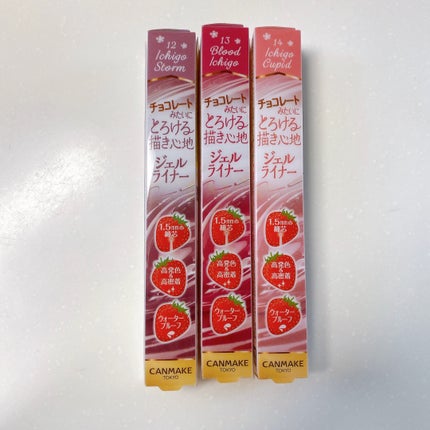 12
Ichigo
Storm
チョコレート
みたいに
とろける
描き心地
ジェル
ライナー
1.5mmの
細芯
高発色&
高密着
ウォーター
プルーフ
CANMAKE
TOKYO
13
Blood
Ichigo
チョコレート
みたいに
とろける
描き心地
ジェル
ライナー
1.5mmの
細芯
高発色&
高密着
ウォーター
プルーフ
CANMAKE
TOKYO
14
Ichigo
Cupid
チョコレート
みたいに
とろける
描き心地
ジェル
ライナー
1.5mmの
細芯
高発色&
高密着
ウォーター
プルーフ
CANMAKE
TOKYO